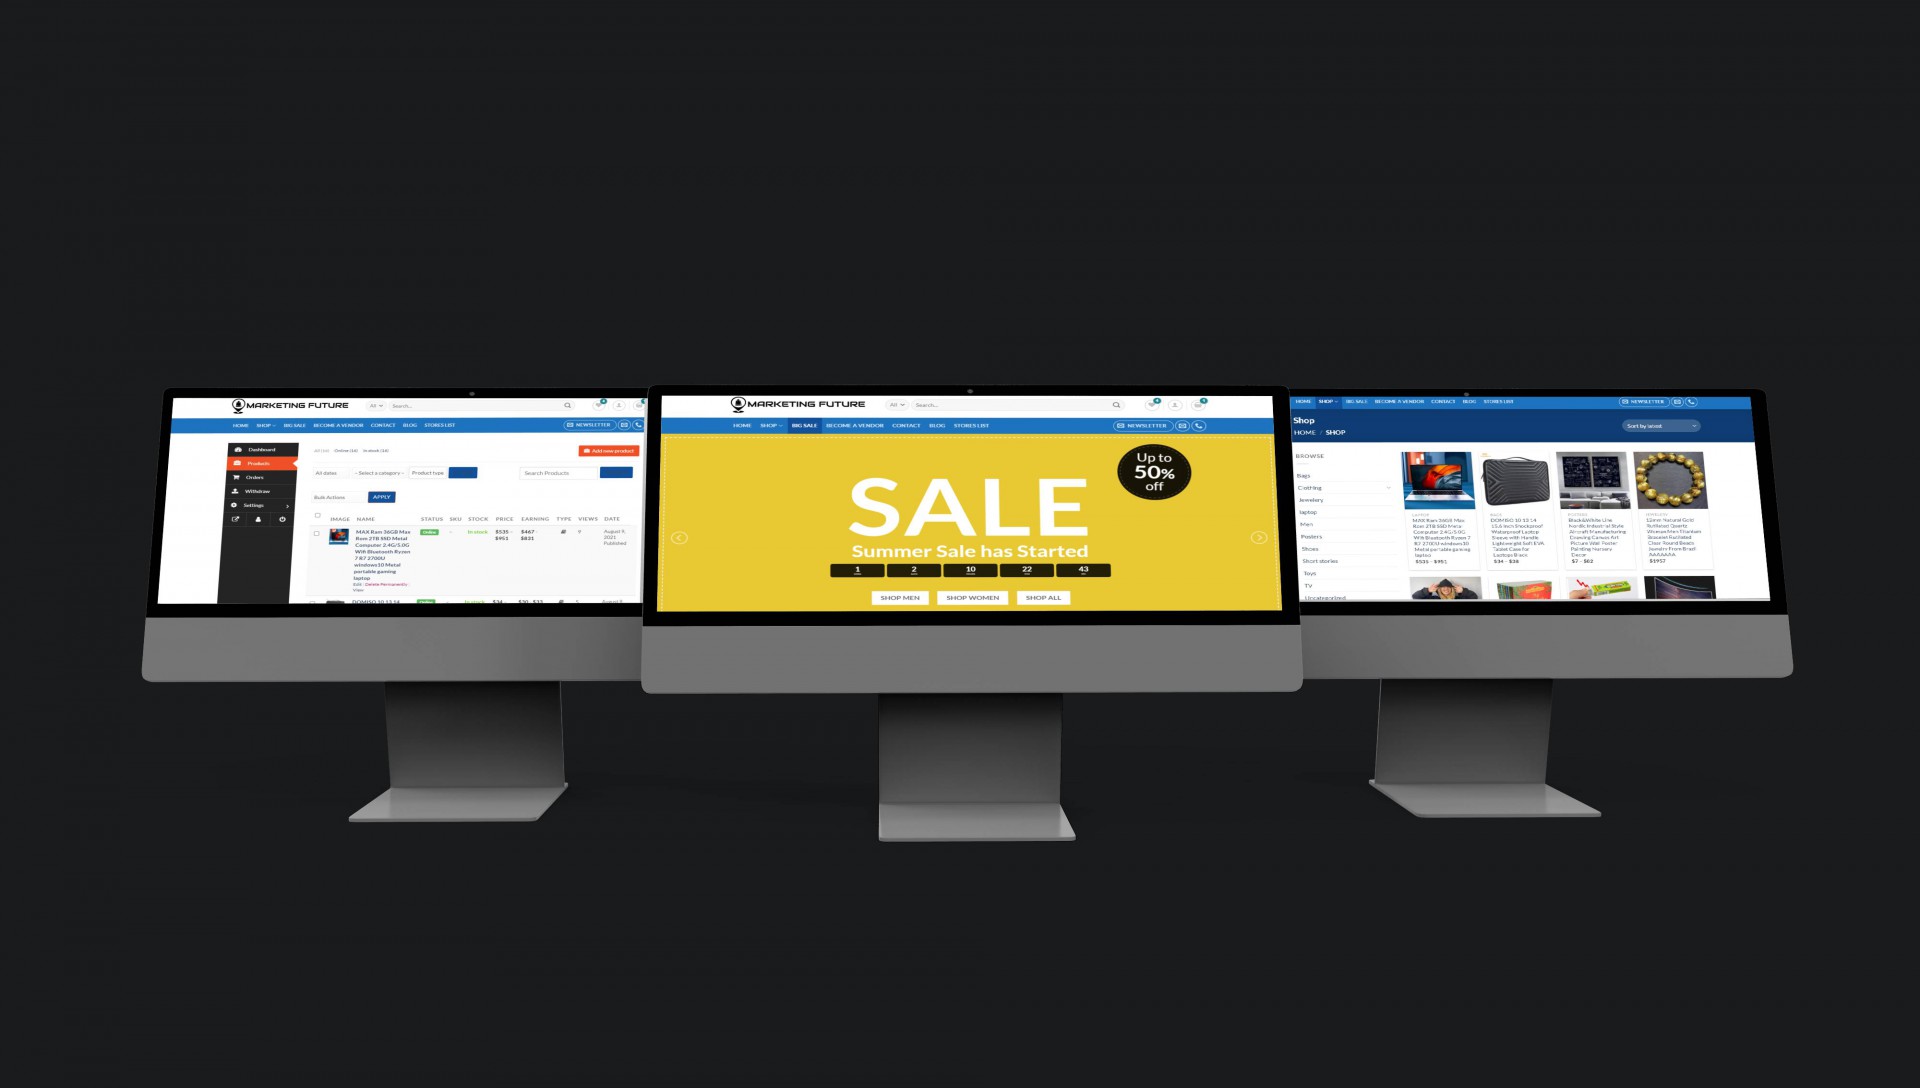 MARKETING FUTURE
All
Search...
HOME SHOP BIG SALE BECOME A VENDOR CONTACT BLOG STORES LIST
NEWSLETTER
Dashboard
Products
Orders
Withdraw
Settings
Online (16) In stock (16)
Add new product
All dates
- Select a category -
Product type
Search Products
Bulk Actions
APPLY
IMAGE NAME STATUS SKU STOCK PRICE EARNING TYPE VIEWS DATE
MAX Ram 36GB Max
Rom 2TB SSD Metal
Computer 2.4G/5.0G
Wifi Bluetooth Ryzen
7 R7 2700U
windows10 Metal
portable gaming
laptop
Edit Delete Permanently
View
Online
In stock
$535 -
$951
$467 -
$831
9
August 9,
2021
Published
DOMISO 10 13 14
Online
In stock
$34 -
$30 - $33
5
MARKETING FUTURE
All
Search...
HOME SHOP BIG SALE BECOME A VENDOR CONTACT BLOG STORES LIST
NEWSLETTER
Up to
50%
off
SALE
Summer Sale has Started
1
2
10
22
43
SHOP MEN
SHOP WOMEN
SHOP ALL
HOME SHOP BIG SALE BECOME A VENDOR CONTACT BLOG STORES LIST
NEWSLETTER
Shop
HOME / SHOP
Sort by latest
BROWSE
Bags
Clothing
Jewelery
laptop
Men
Posters
Shoes
Short stories
Toys
TV
Uncategorized
LAPTOP
MAX Ram 36GB Max
Rom 2TB SSD Metal
Computer 2.4G/5.0G
Wifi Bluetooth Ryzen 7
R7 2700U windows10
Metal portable gaming
laptop
$535 - $951
BAGS
DOMISO 10 13 14
15.6 Inch Shockproof
Waterproof Laptop
Sleeve with Handle
Lightweight Soft EVA
Tablet Case for
Laptops Black
$34 - $38
POSTERS
Black&White Line
Nordic Industrial Style
Aircraft Manufacturing
Drawing Canvas Art
Picture Wall Poster
Painting Nursery
Decor
$7 - $82
JEWELERY
Natural Gold
Rutilated Quartz
Woman Men Titanium
Bracelet Rutilated
Clear Round Beads
Jewelry From Brazil
AAAAAAA
$1957